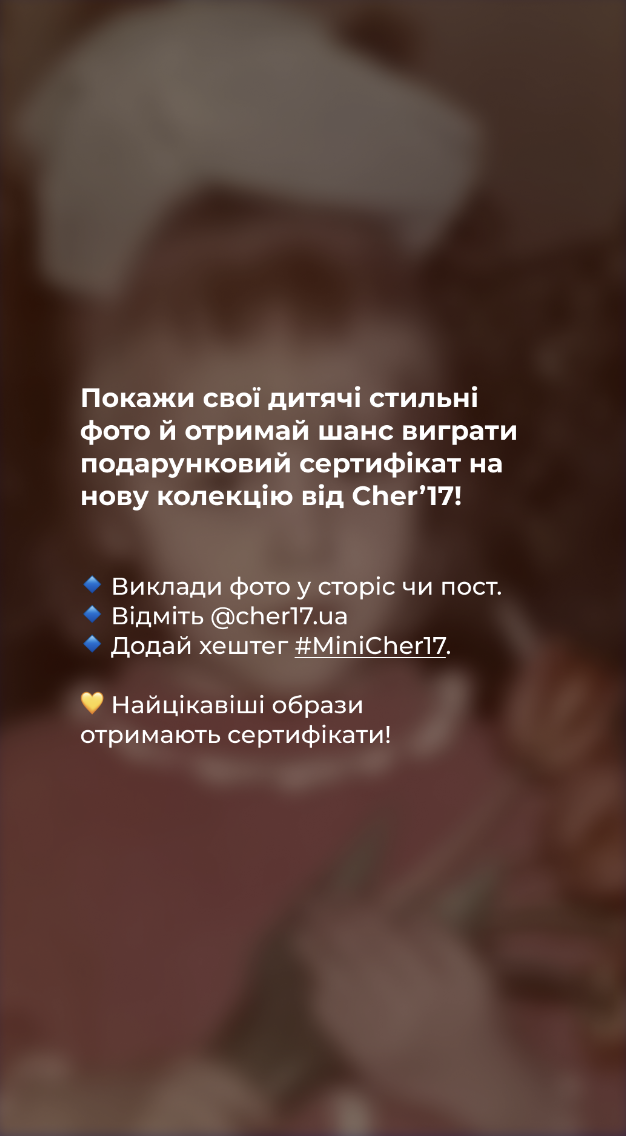 Покажи свої дитячі стильні
фото й отримай шанс виграти
подарунковий сертифікат на
нову колекцію від Cher’17!
🔹 Виклади фото у сторіс чи пост.
🔹 Відміть @cher17.ua
🔹 Додай хештег #MiniCher17.
💛 Найцікавіші образи
отримають сертифікати!